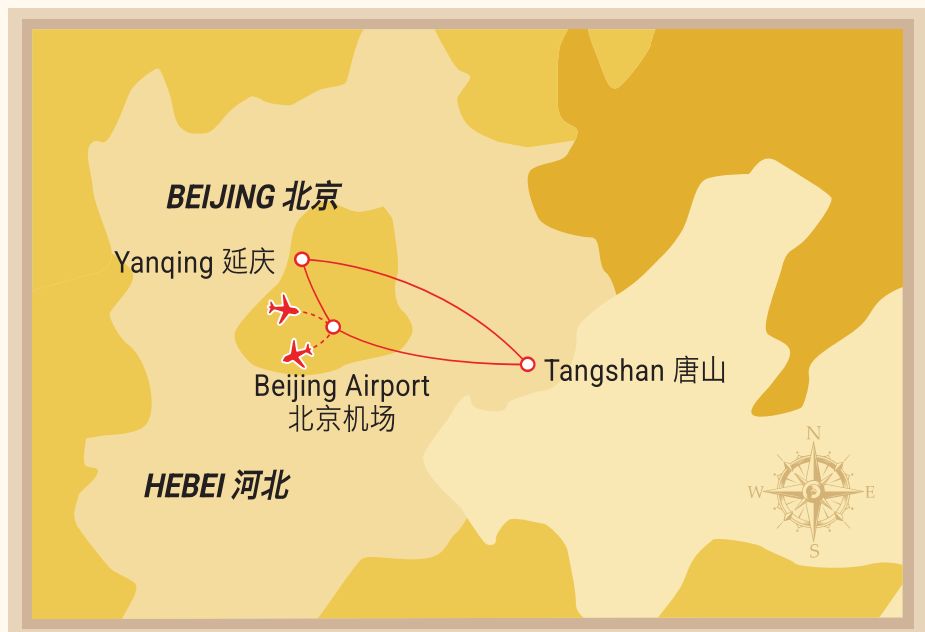 BEIJING 北京
Yanqing 延庆
Beijing Airport
北京机场
Tangshan 唐山
HEBEI 河北
N
W
E
S